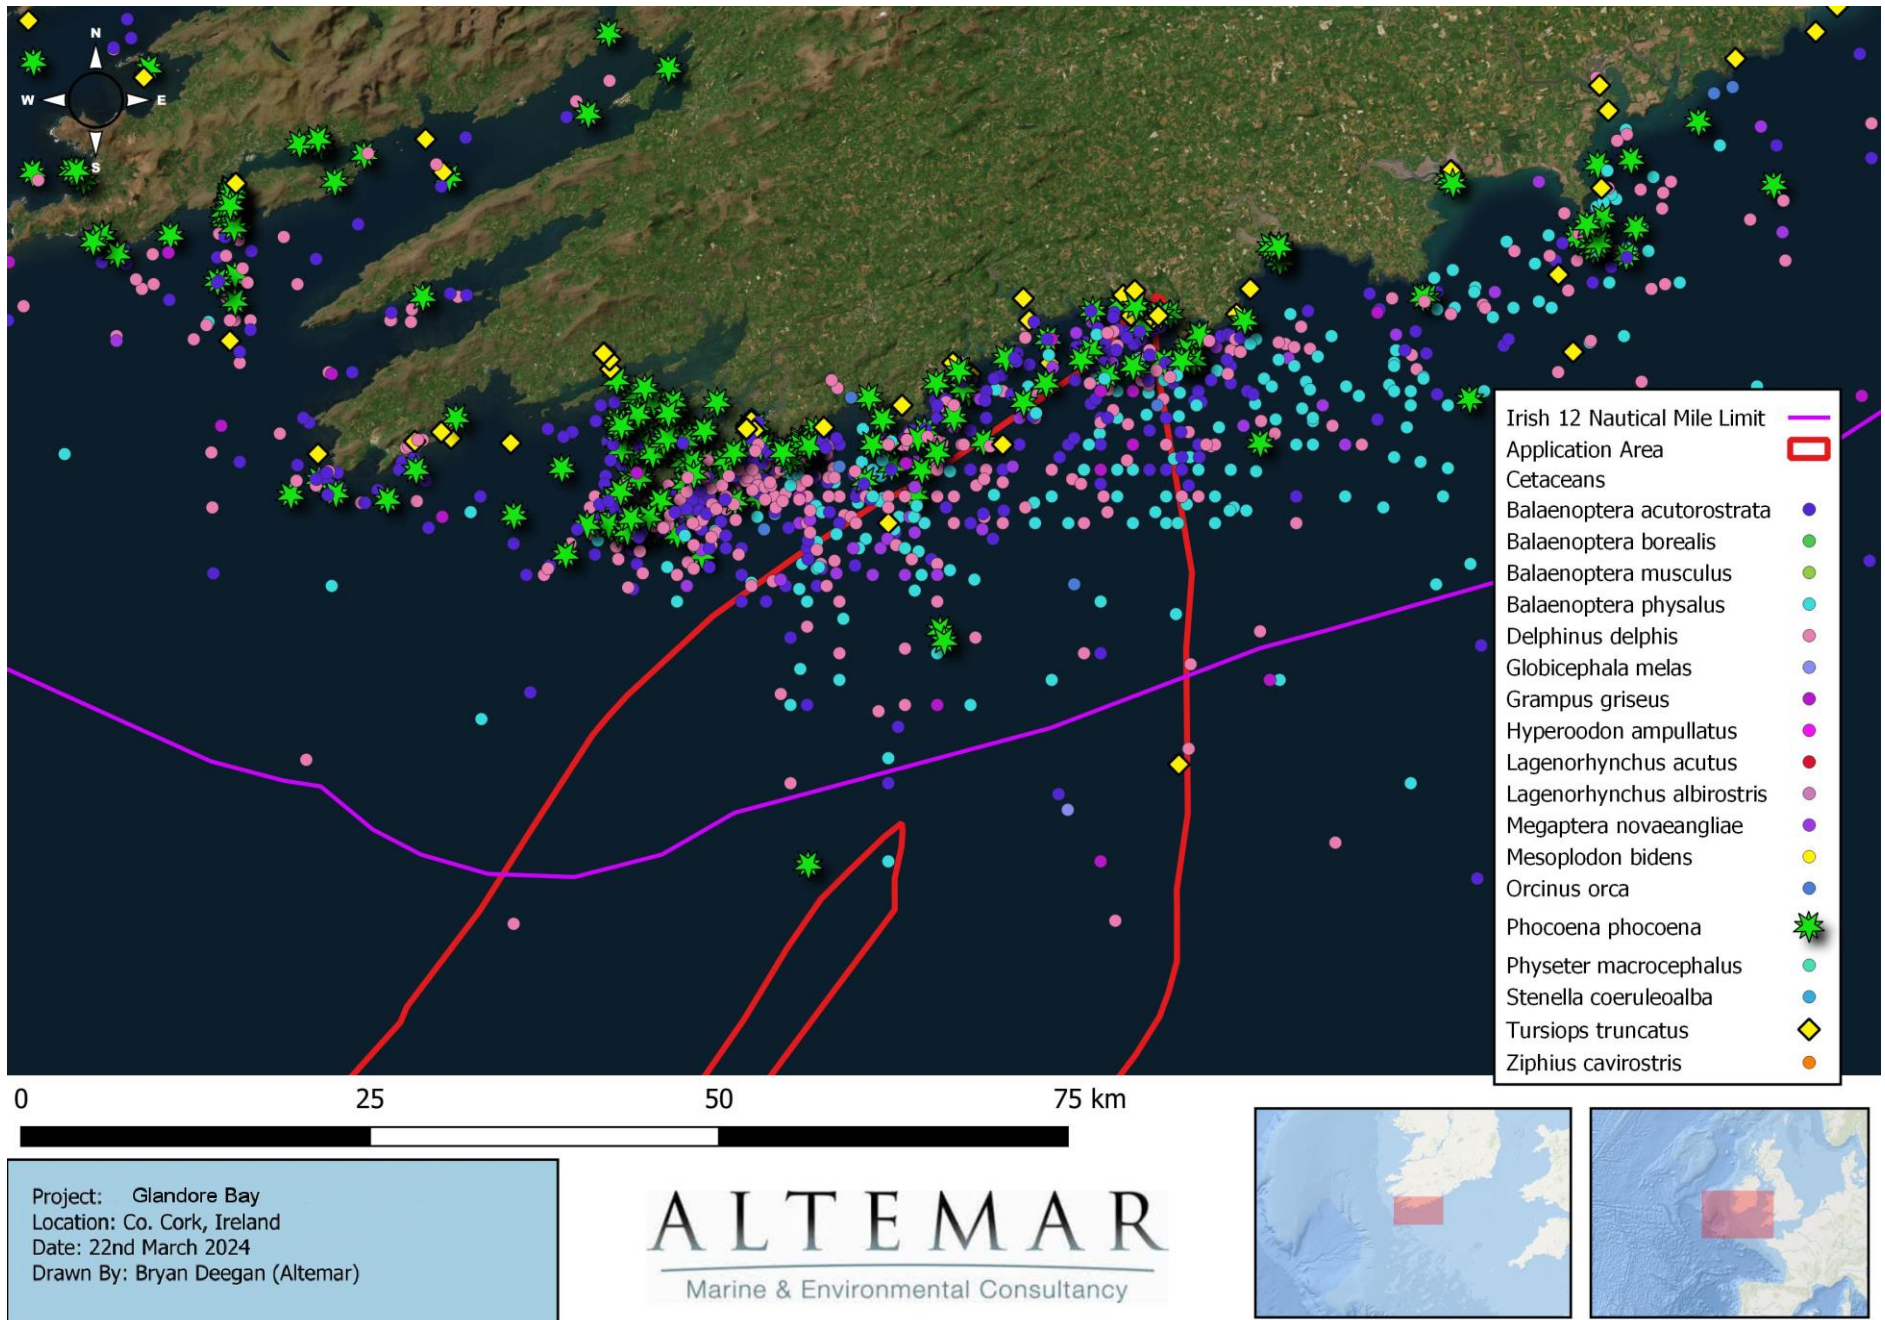 N
W
E
S
Irish 12 Nautical Mile Limit
Application Area
Cetaceans
Balaenoptera acutorostrata
Balaenoptera borealis
Balaenoptera musculus
Balaenoptera physalus
Delphinus delphis
Globicephala melas
Grampus griseus
Hyperoodon ampullatus
Lagenorhynchus acutus
Lagenorhynchus albirostris
Megaptera novaeangliae
Mesoplodon bidens
Orcinus orca
Phocoena phocoena
Physeter macrocephalus
Stenella coeruleoalba
Tursiops truncatus
Ziphius cavirostris
0 25 50 75 km
Project: Glandore Bay
Location: Co. Cork, Ireland
Date: 22nd March 2024
Drawn By: Bryan Deegan (Altemar)
ALTEMAR
Marine & Environmental Consultancy